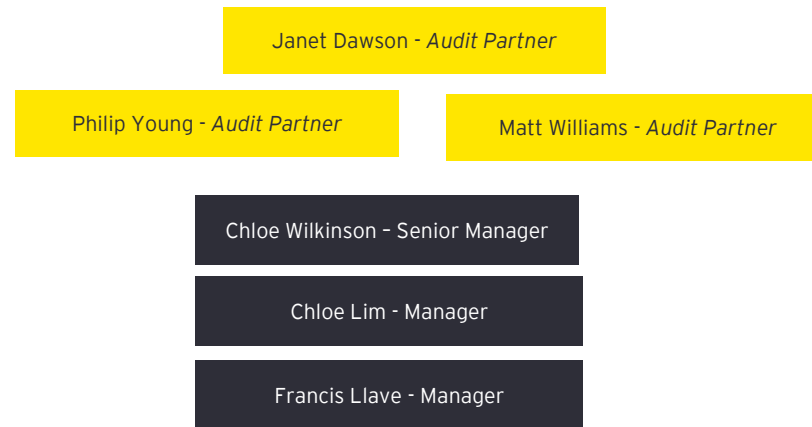 Janet Dawson - Audit Partner
Philip Young - Audit Partner
Matt Williams - Audit Partner
Chloe Wilkinson – Senior Manager
Chloe Lim - Manager
Francis Llave - Manager